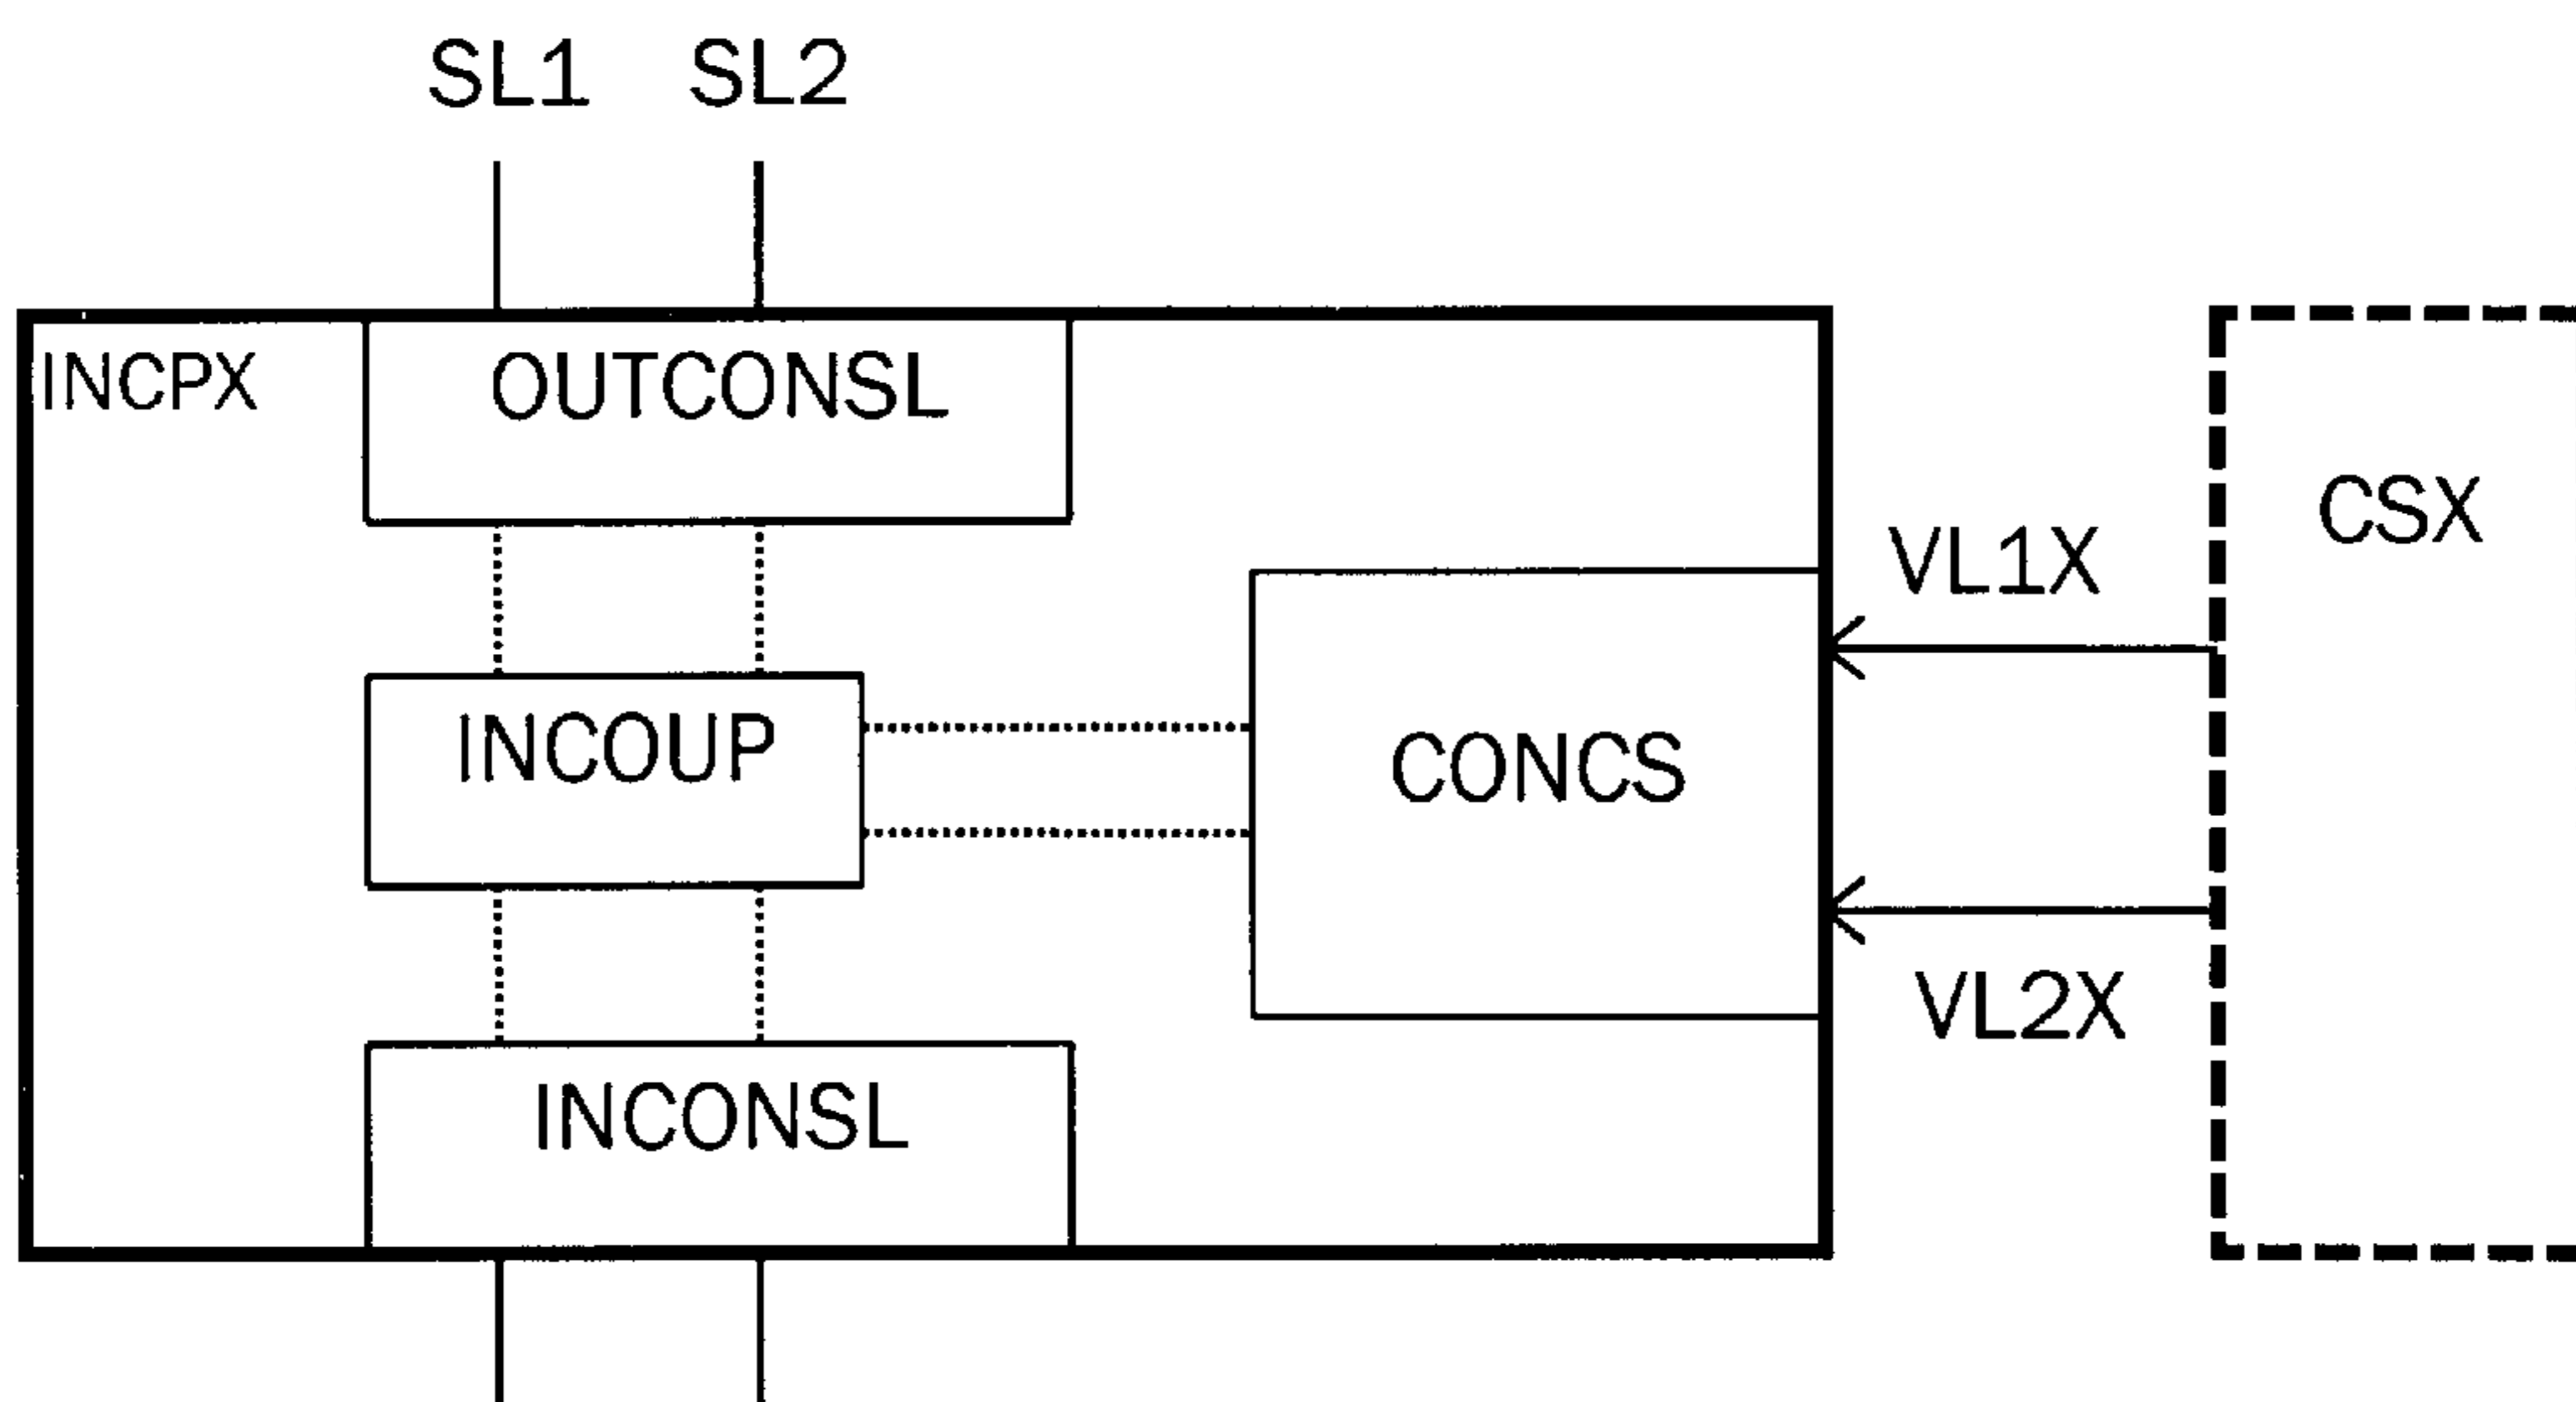 SL1 SL2
INCPX
OUTCONSL
CSX
VL1X
INCOUP
CONCS
VL2X
INCONSL